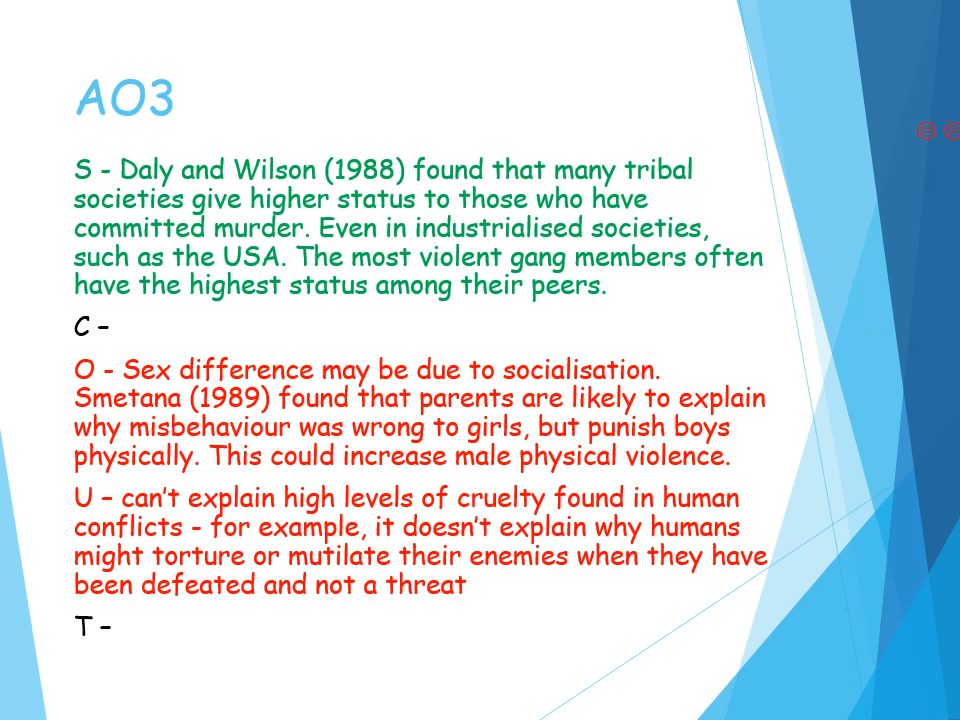 AO3
S - Daly and Wilson (1988) found that many tribal
societies give higher status to those who have
committed murder. Even in industrialised societies,
such as the USA. The most violent gang members often
have the highest status among their peers.
C –
O - Sex difference may be due to socialisation.
Smetana (1989) found that parents are likely to explain
why misbehaviour was wrong to girls, but punish boys
physically. This could increase male physical violence.
U – can’t explain high levels of cruelty found in human
conflicts - for example, it doesn’t explain why humans
might torture or mutilate their enemies when they have
been defeated and not a threat
T –